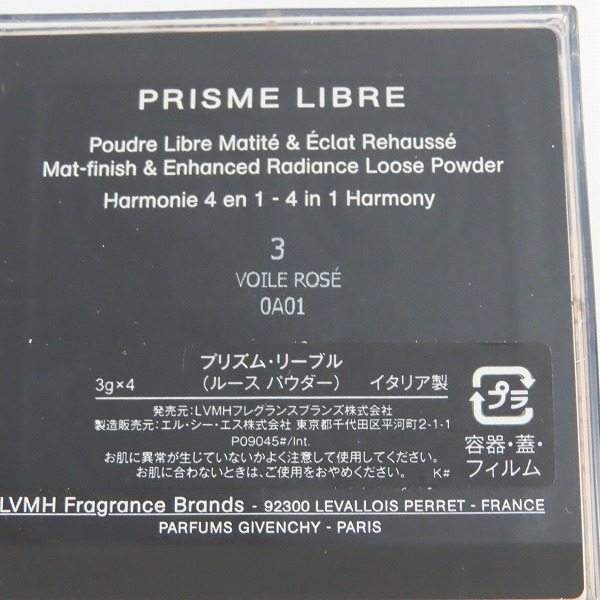 PRISME LIBRE
Poudre Libre Matité & Éclat Rehaussé
Mat-finish & Enhanced Radiance Loose Powder
Harmonie 4 en 1 - 4 in 1 Harmony
3
VOILE ROSÉ
0A01
プリズム・リーブル
3g×4 （ルース パウダー） イタリア製
発売元:LVMHフレグランスブランズ株式会社
製造販売元:エル・シー・エス株式会社 東京都千代田区平河町2-1-1
P09045#/Int.
お肌に異常が生じていないかよく注意して使用してください。
お肌に合わないときは、ご使用をおやめください。 K#
プラ
容器・蓋・
フィルム
LVMH Fragrance Brands - 92300 LEVALLOIS PERRET - FRANCE
PARFUMS GIVENCHY - PARIS